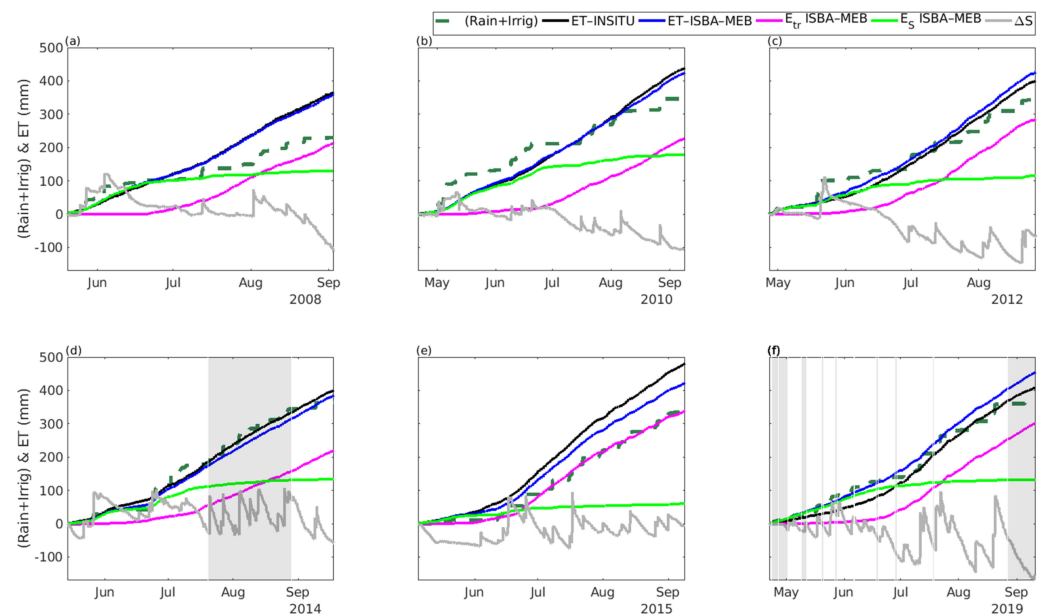 (Rain+Irrig) ET–INSITU ET–ISBA–MEB Etr ISBA–MEB ES ISBA–MEB ΔS
(a) (b) (c)
(Rain+Irrig) & ET (mm)
500
400
300
200
100
0
-100
Jun Jul Aug Sep
2008
May Jun Jul Aug Sep
2010
May Jun Jul Aug
2012
(d) (e) (f)
(Rain+Irrig) & ET (mm)
500
400
300
200
100
0
-100
Jun Jul Aug Sep
2014
Jun Jul Aug Sep
2015
May Jun Jul Aug Sep
2019